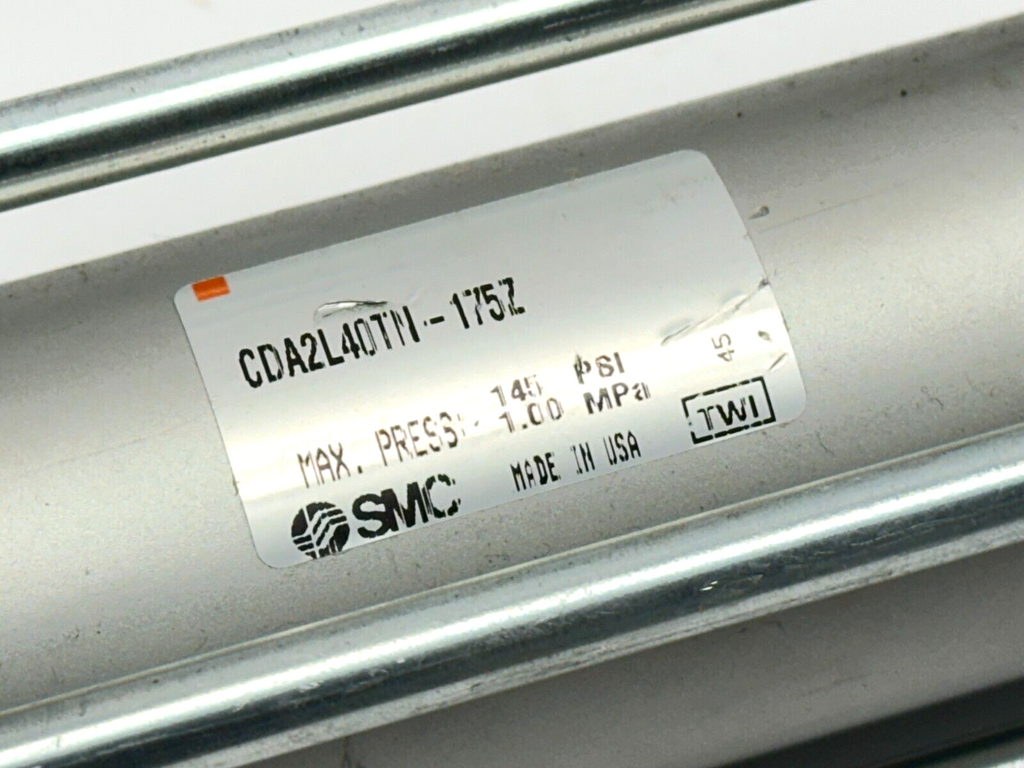 CDA2L40TN-175Z
MAX. PRESS. 145 PSI
1.00 MPa
45
SMC MADE IN USA TWI